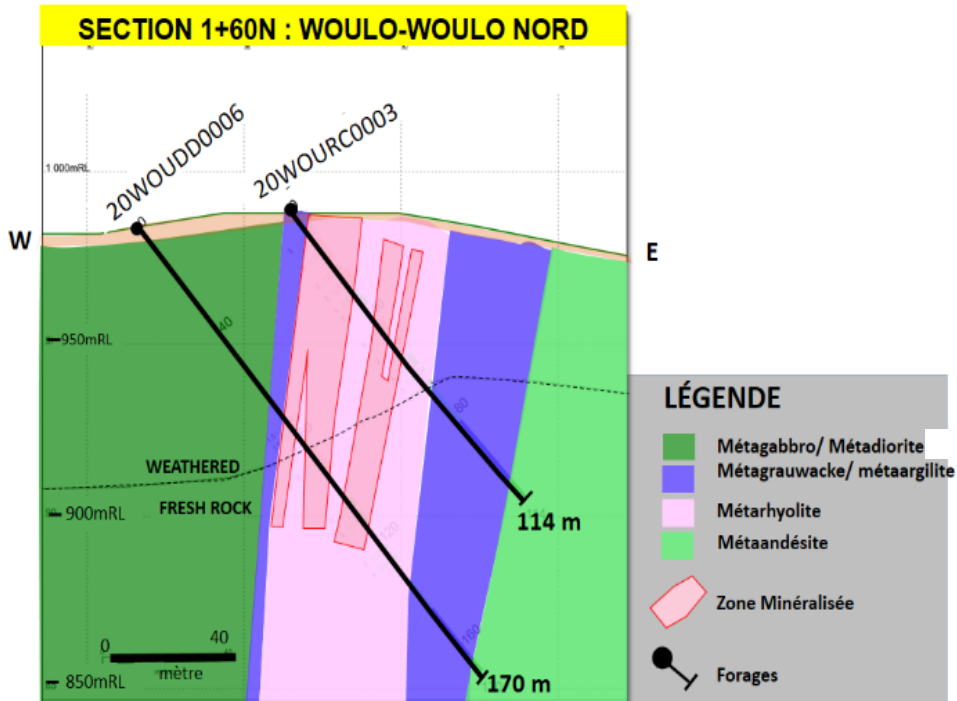 SECTION 1+60N : WOULO-WOULO NORD
20WOUDD0006
20WOURC0003
1 000mRL
W
E
40
950mRL
80
WEATHERED
FRESH ROCK
900mRL
114 m
120
160
0 40
mètre
850mRL
170 m
LÉGENDE
Métagabbro/ Métadiorite
Métagrauwacke/ métaargilite
Métarhyolite
Métaandésite
Zone Minéralisée
Forages